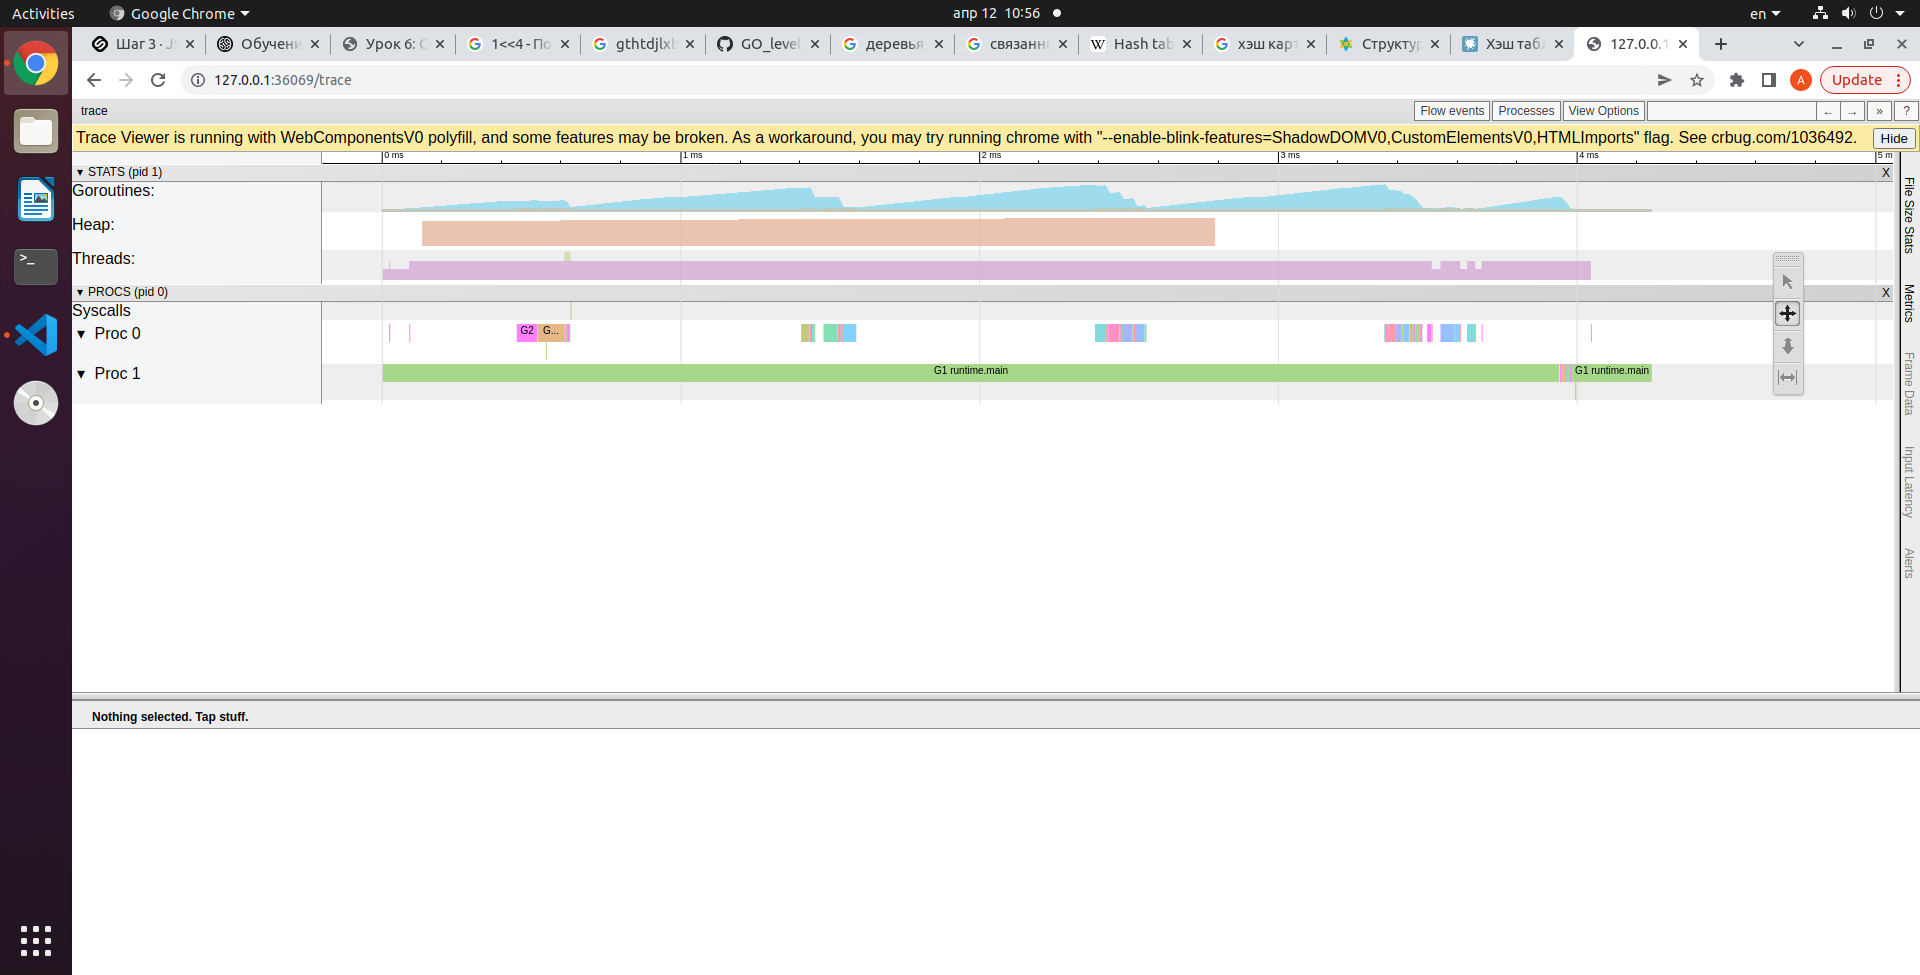 Activities Google Chrome апр 12 10:56 en
Шаг 3 · JS Обучени Урок 6: С 1<<4 - По gthtdjlxb GO_level деревья связанны Hash tab хэш карт Структур Хэш табл 127.0.0.1
127.0.0.1:36069/trace Update
trace Flow events Processes View Options ← → » ?
Trace Viewer is running with WebComponentsV0 polyfill, and some features may be broken. As a workaround, you may try running chrome with "--enable-blink-features=ShadowDOMV0,CustomElementsV0,HTMLImports" flag. See crbug.com/1036492. Hide
0 ms 1 ms 2 ms 3 ms 4 ms 5 m
STATS (pid 1) X
Goroutines:
Heap:
Threads:
PROCS (pid 0) X
Syscalls
Proc 0 G2 G...
Proc 1 G1 runtime.main G1 runtime.main
File Size Stats
Metrics
Frame Data
Input Latency
Alerts
Nothing selected. Tap stuff.